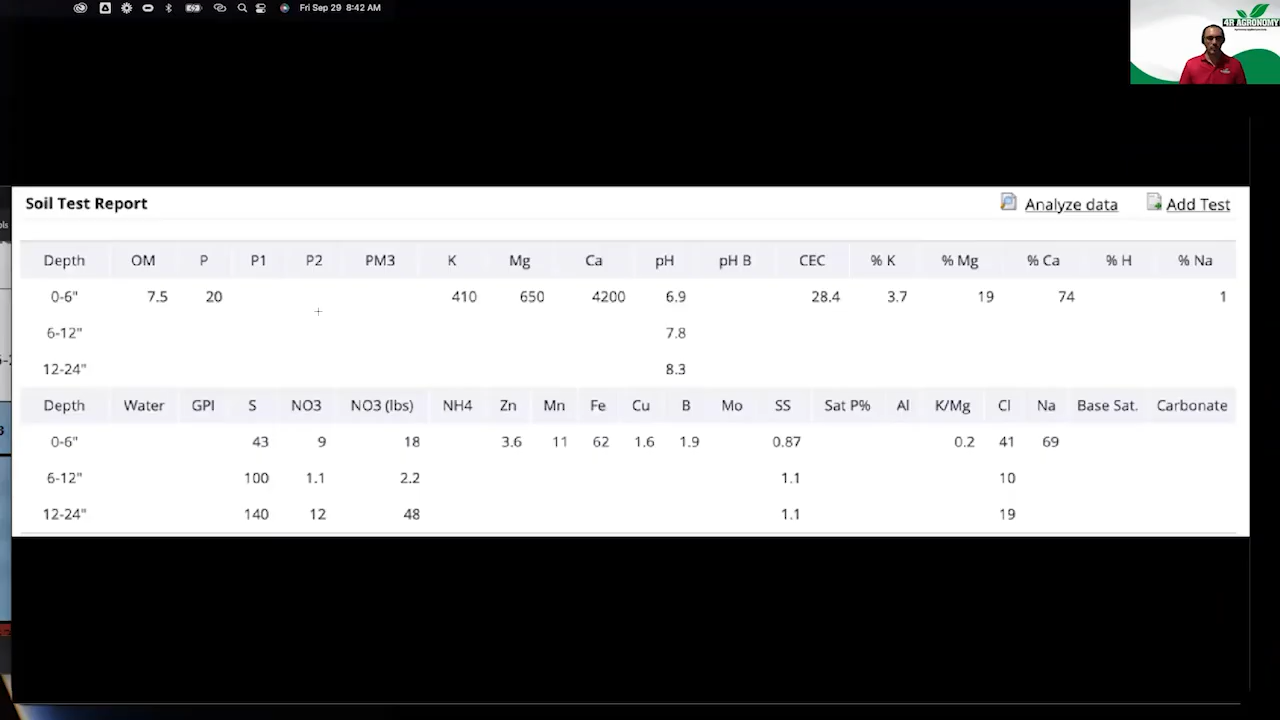 Fri Sep 29 8:42 AM
4R AGRONOMY
Soil Test Report
Analyze data Add Test
Depth OM P P1 P2 PM3 K Mg Ca pH pH B CEC % K % Mg % Ca % H % Na
0-6" 7.5 20 410 650 4200 6.9 28.4 3.7 19 74 1
6-12" 7.8
12-24" 8.3
Depth Water GPI S NO3 NO3 (lbs) NH4 Zn Mn Fe Cu B Mo SS Sat P% Al K/Mg Cl Na Base Sat. Carbonate
0-6" 43 9 18 3.6 11 62 1.6 1.9 0.87 0.2 41 69
6-12" 100 1.1 2.2 1.1 10
12-24" 140 12 48 1.1 19